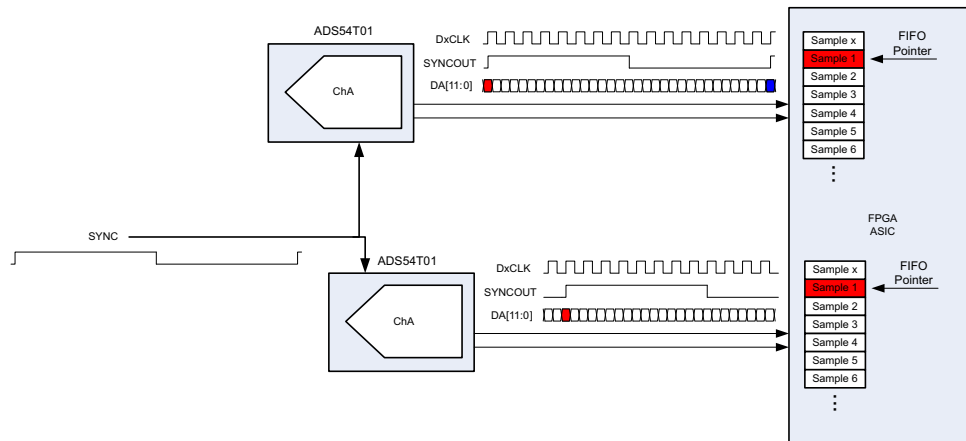 ADS54T01
ChA
DxCLK
SYNCOUT
DA[11:0]
Sample x
Sample 1
Sample 2
Sample 3
Sample 4
Sample 5
Sample 6
FIFO
Pointer
SYNC
FPGA
ASIC
ADS54T01
ChA
DxCLK
SYNCOUT
DA[11:0]
Sample x
Sample 1
Sample 2
Sample 3
Sample 4
Sample 5
Sample 6
FIFO
Pointer